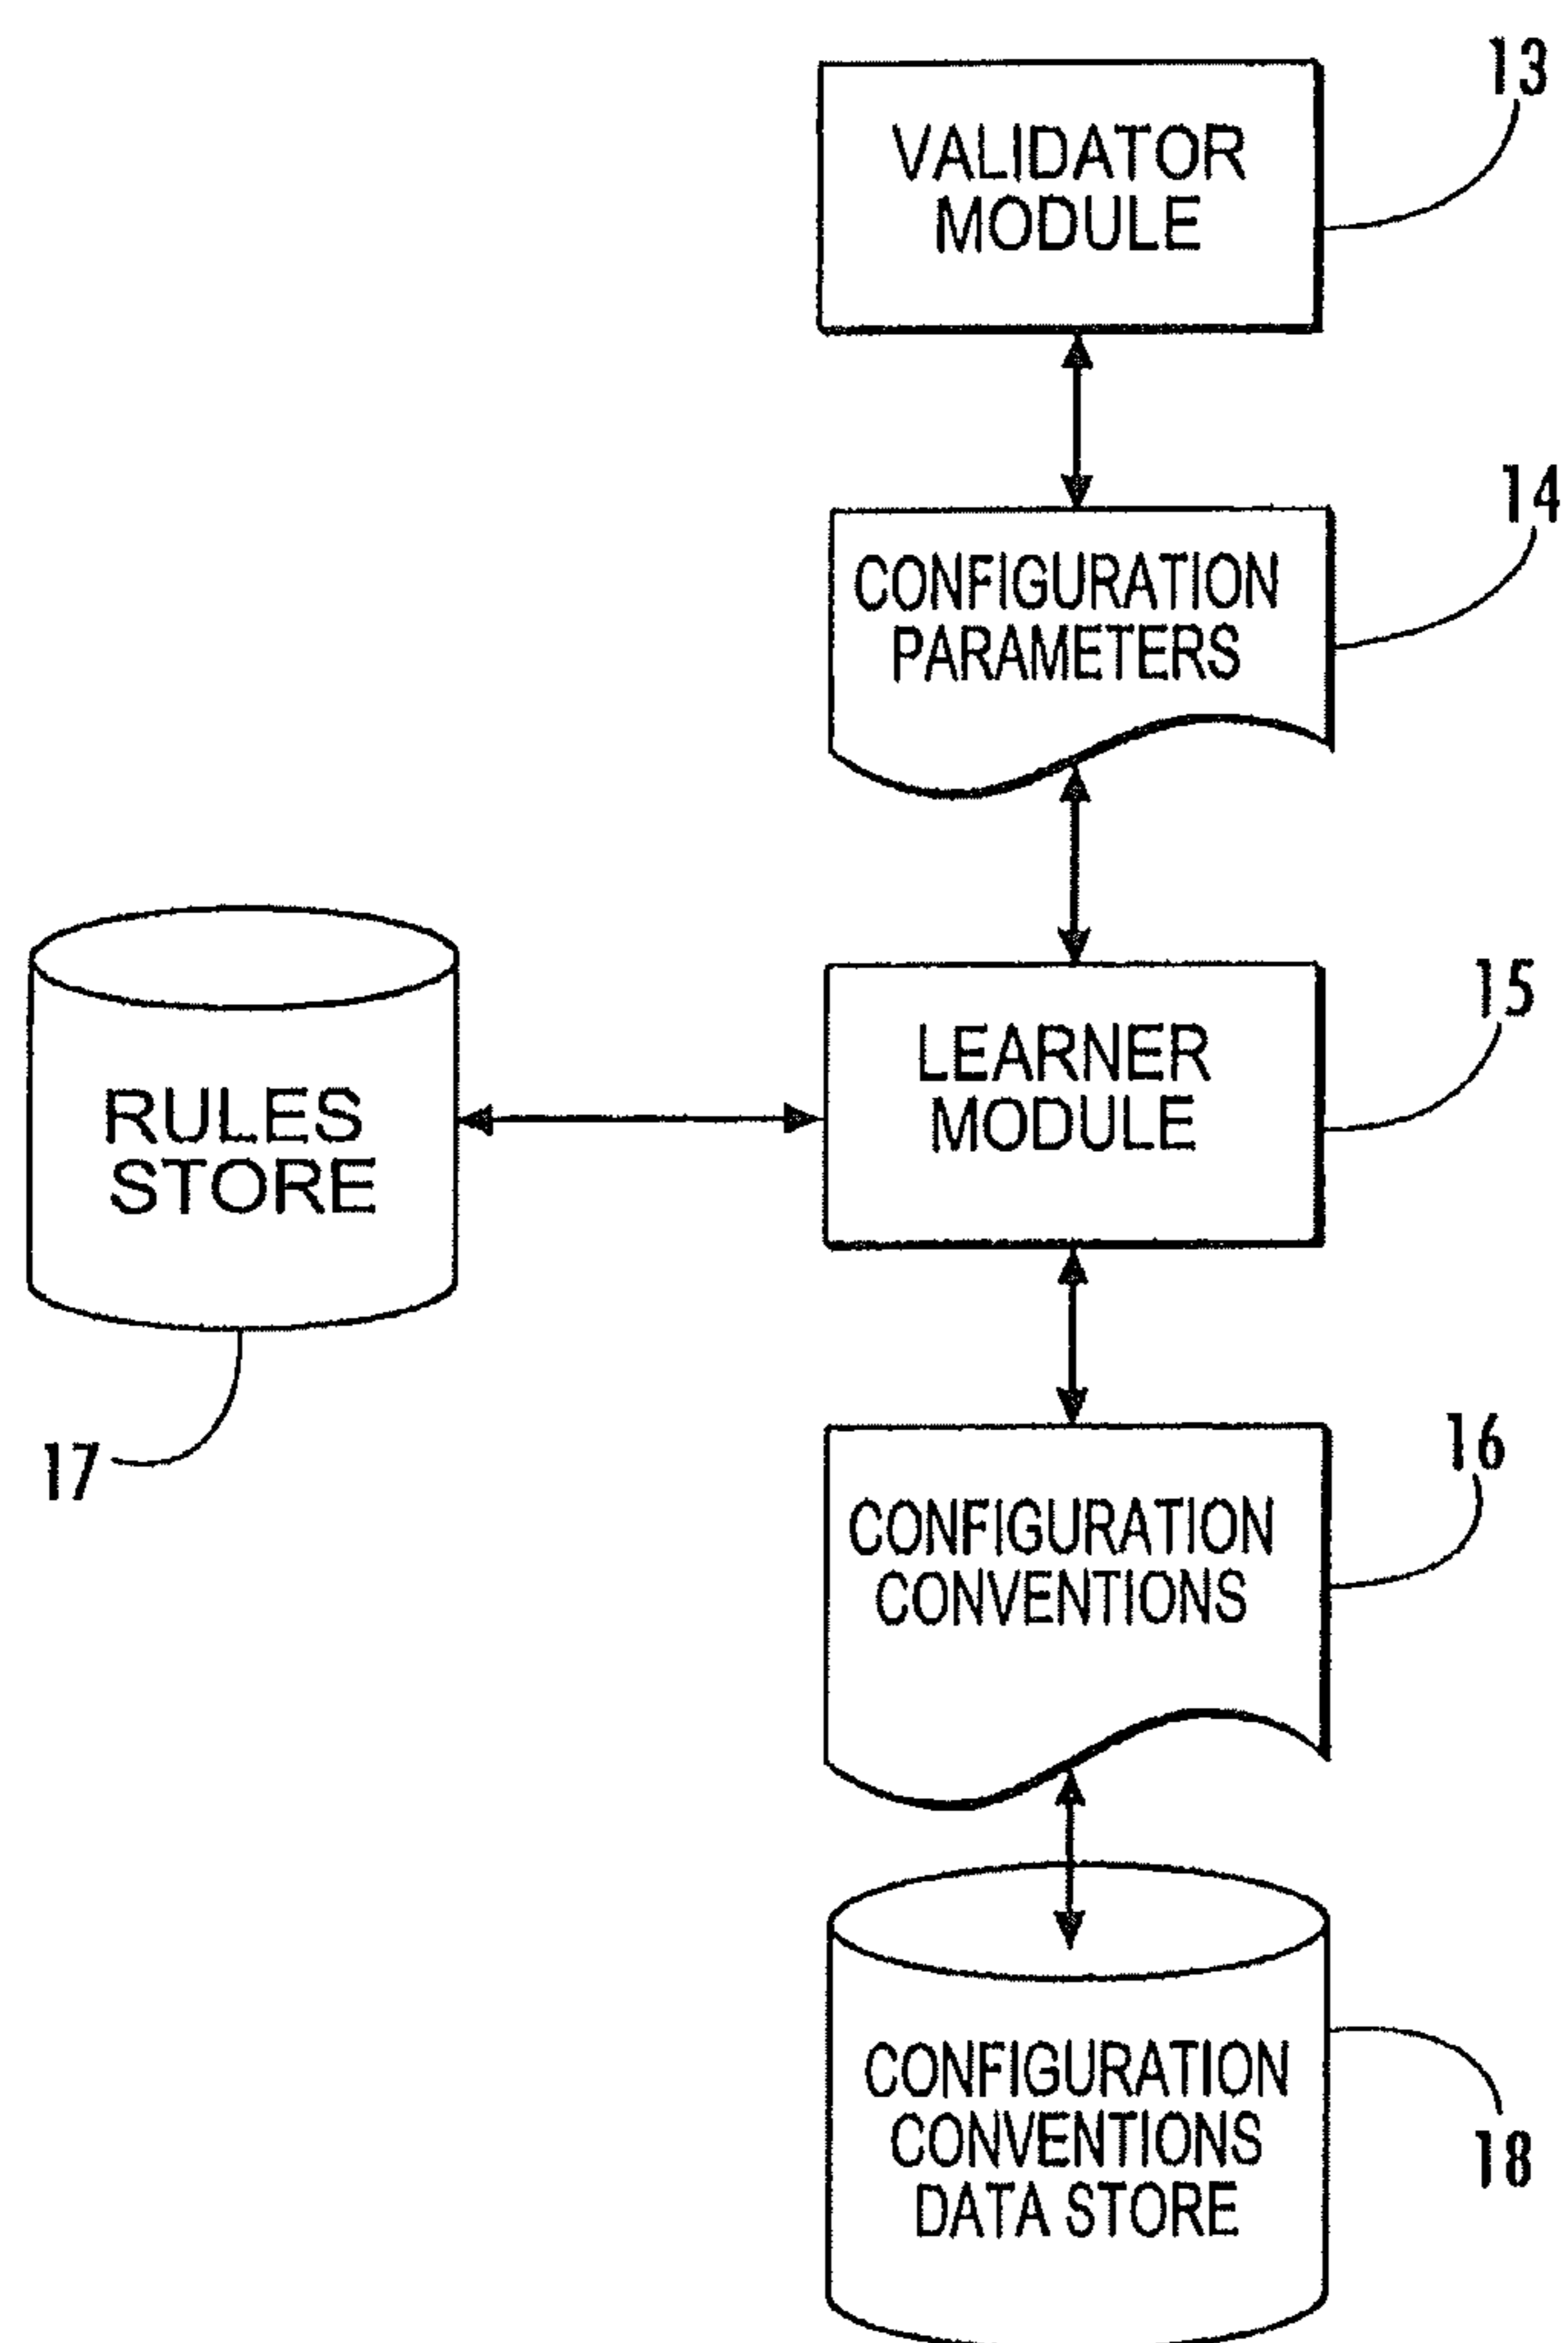 13
VALIDATOR
MODULE
14
CONFIGURATION
PARAMETERS
15
LEARNER
MODULE
RULES
STORE
17
16
CONFIGURATION
CONVENTIONS
CONFIGURATION
CONVENTIONS
DATA STORE
18